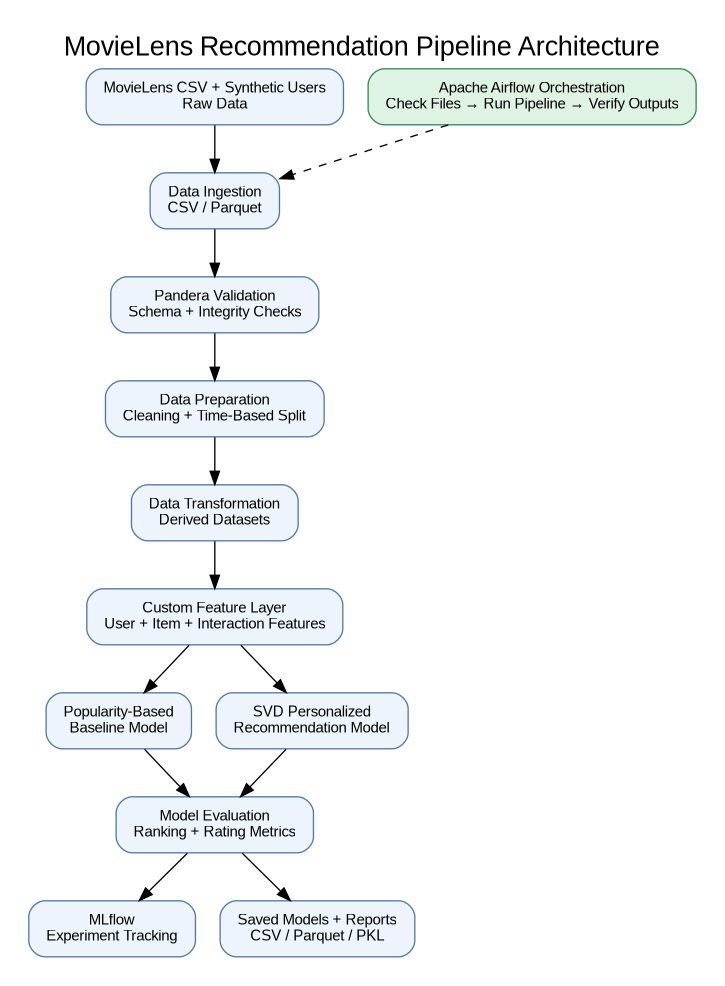 MovieLens Recommendation Pipeline Architecture
MovieLens CSV + Synthetic Users
Raw Data
Apache Airflow Orchestration
Check Files → Run Pipeline → Verify Outputs
Data Ingestion
CSV / Parquet
Pandera Validation
Schema + Integrity Checks
Data Preparation
Cleaning + Time-Based Split
Data Transformation
Derived Datasets
Custom Feature Layer
User + Item + Interaction Features
Popularity-Based
Baseline Model
SVD Personalized
Recommendation Model
Model Evaluation
Ranking + Rating Metrics
MLflow
Experiment Tracking
Saved Models + Reports
CSV / Parquet / PKL